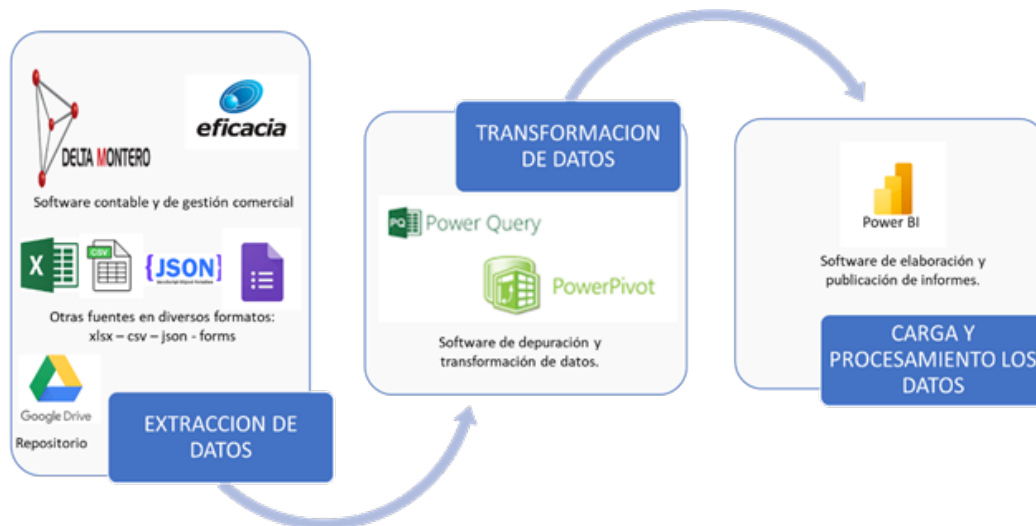 DELTA MONTERO
eficacia
Software contable y de gestión comercial
X
CSV
{JSON}
Otras fuentes en diversos formatos:
xlsx – csv – json - forms
Google Drive
Repositorio
EXTRACCION DE
DATOS
TRANSFORMACION
DE DATOS
PQ
Power Query
PowerPivot
Software de depuración y
transformación de datos.
Power BI
Software de elaboración y
publicación de informes.
CARGA Y
PROCESAMIENTO LOS
DATOS